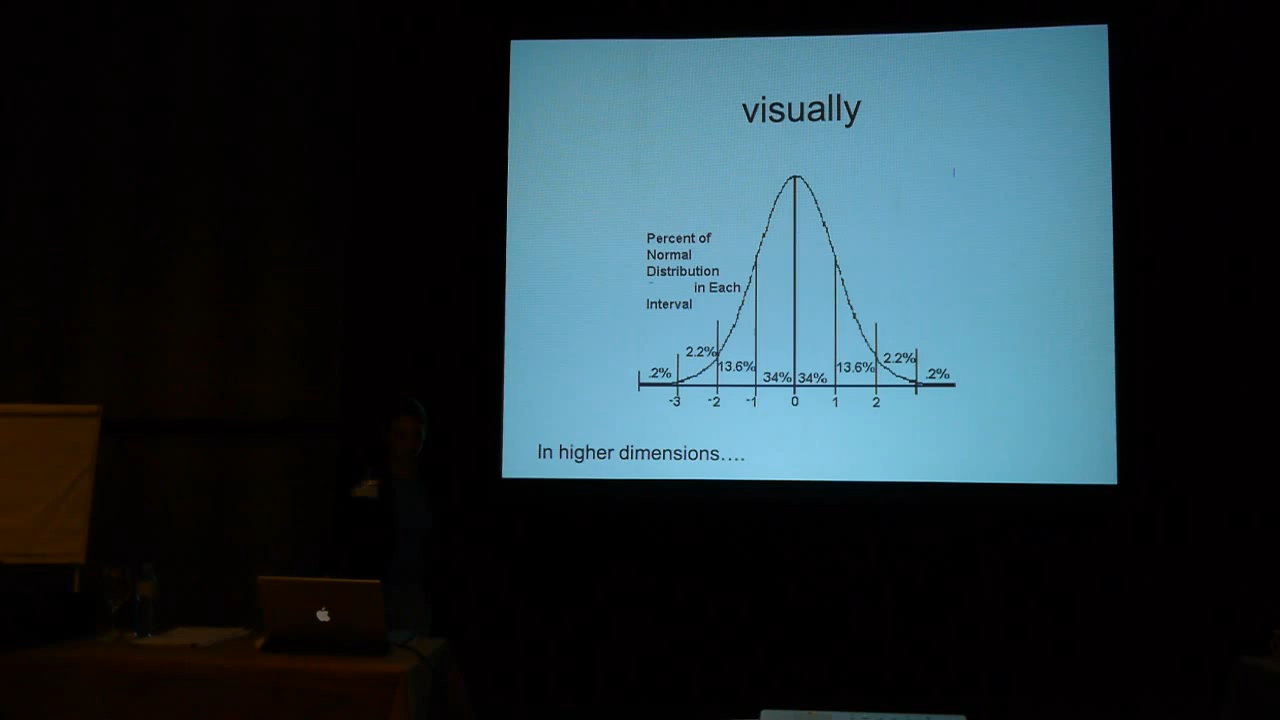 visually
Percent of
Normal
Distribution
in Each
Interval
2.2% 2.2%
.2% 13.6% 34% 34% 13.6% .2%
-3 -2 -1 0 1 2
In higher dimensions....